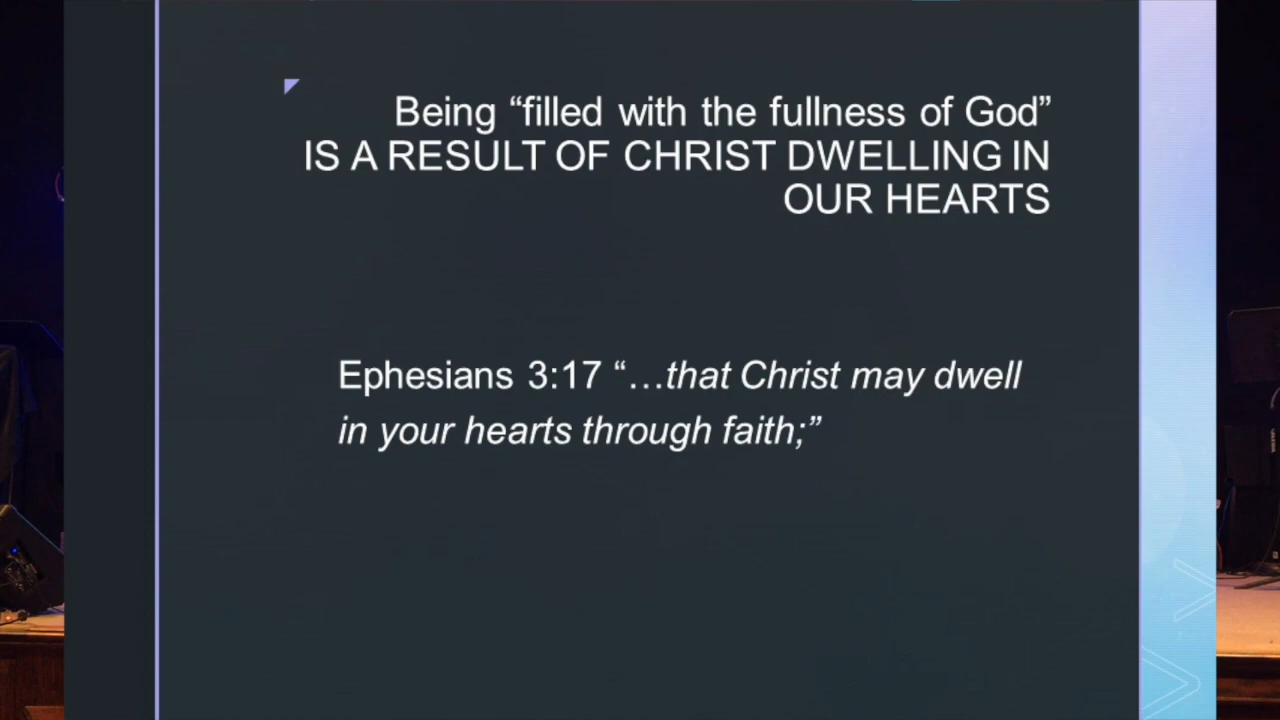 Being “filled with the fullness of God”
IS A RESULT OF CHRIST DWELLING IN
OUR HEARTS
Ephesians 3:17 “…that Christ may dwell
in your hearts through faith;”